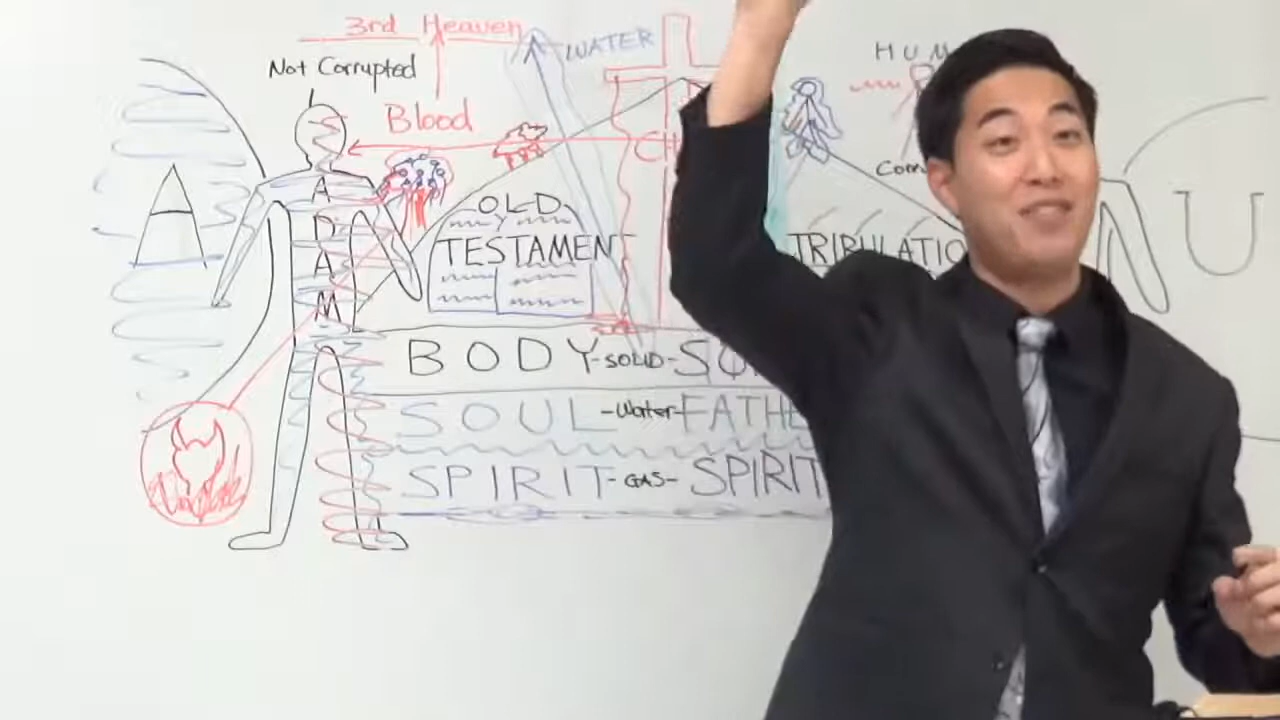 3rd Heaven
WATER
Not Corrupted
HUM
Blood
CH
A
D
A
M
A
OLD
TESTAMENT
TRIBULATIO
U
BODY-SOLID-SO
SOUL-Water-FATHE
SPIRIT-GAS-SPIRIT